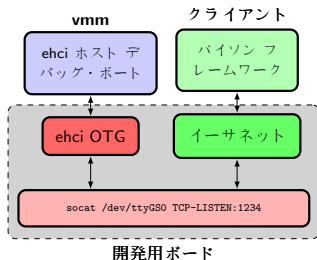 vmm
クライアント
ehci ホスト デ
バッグ・ポート
パイソン フ
レームワーク
ehci OTG
イーサネット
socat /dev/ttyGS0 TCP-LISTEN:1234
開発用ボード